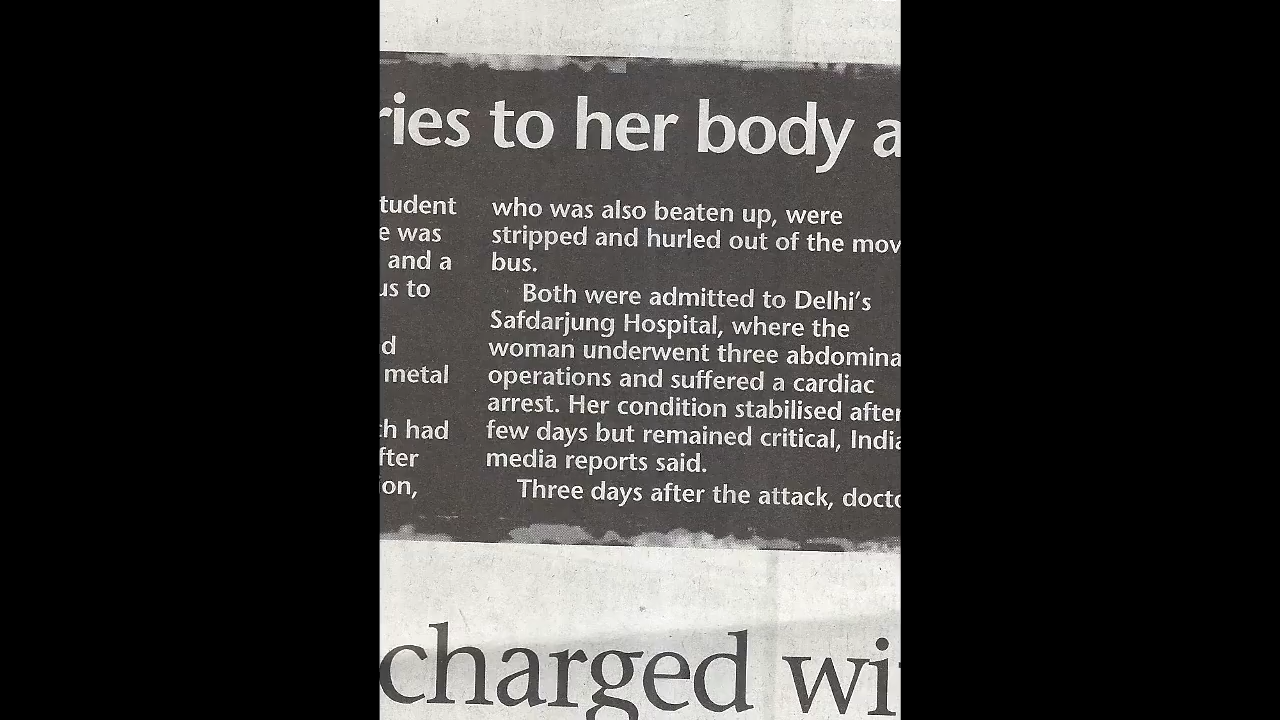 ries to her body a
tudent
e was
and a
us to
d
metal
ch had
fter
on,
who was also beaten up, were
stripped and hurled out of the mov
bus.
Both were admitted to Delhi's
Safdarjung Hospital, where the
woman underwent three abdomina
operations and suffered a cardiac
arrest. Her condition stabilised after
few days but remained critical, India
media reports said.
Three days after the attack, docto
charged wi